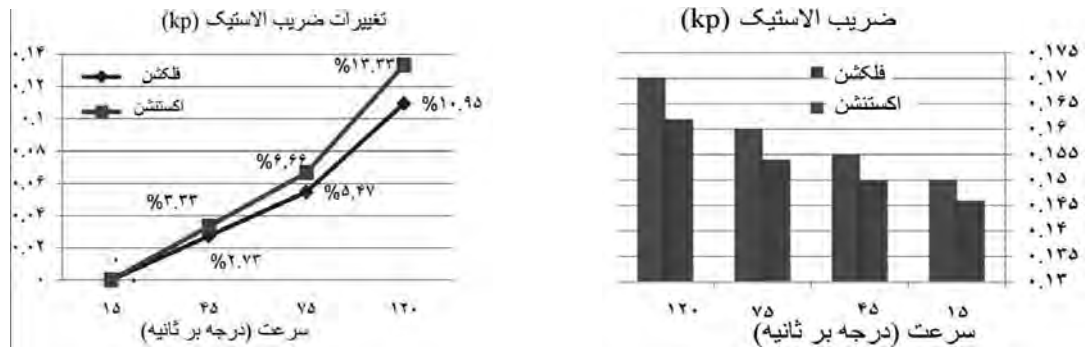 تغییرات ضریب الاستیک (kp)
۰.۱۴
۰.۱۲
۰.۱
۰.۰۸
۰.۰۶
۰.۰۴
۰.۰۲
۰
فلکشن
اکستنشن
%۱۳.۳۳
%۱۰.۹۵
%۶.۶۶
%۵.۴۷
%۳.۳۳
%۲.۷۳
۰
۰
۱۵ ۴۵ ۷۵ ۱۲۰
سرعت (درجه بر ثانیه)
ضریب الاستیک (kp)
فلکشن
اکستنشن
۰.۱۷۵
۰.۱۷
۰.۱۶۵
۰.۱۶
۰.۱۵۵
۰.۱۵
۰.۱۴۵
۰.۱۴
۰.۱۳۵
۰.۱۳
۱۲۰ ۷۵ ۴۵ ۱۵
سرعت (درجه بر ثانیه)